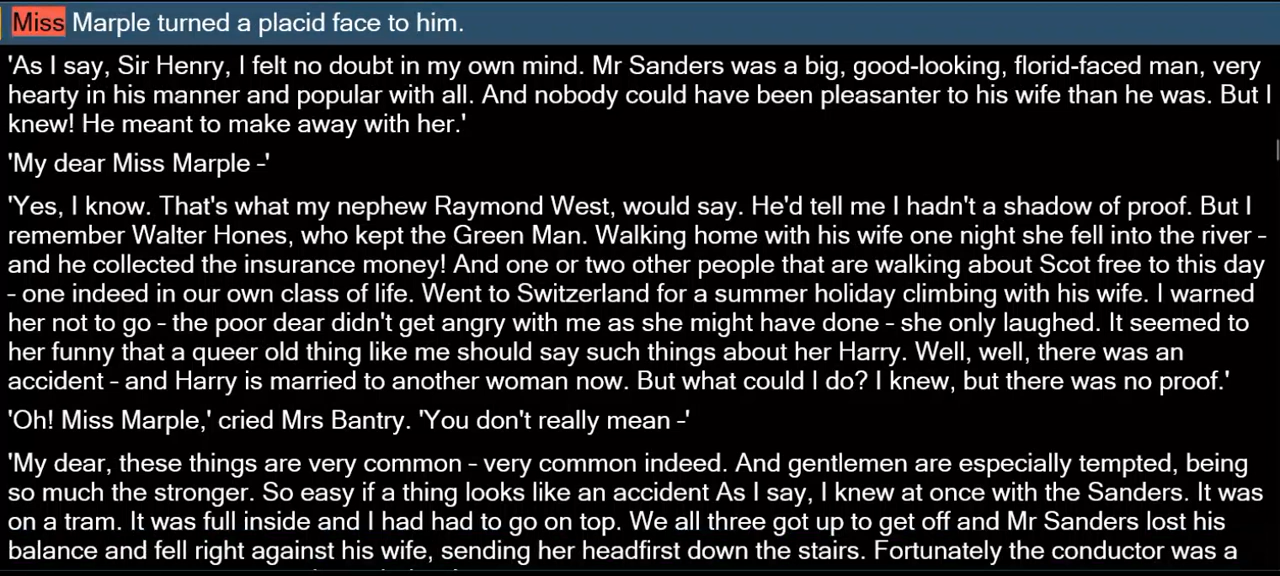 Miss Marple turned a placid face to him.
'As I say, Sir Henry, I felt no doubt in my own mind. Mr Sanders was a big, good-looking, florid-faced man, very
hearty in his manner and popular with all. And nobody could have been pleasanter to his wife than he was. But I
knew! He meant to make away with her.'
'My dear Miss Marple –'
'Yes, I know. That's what my nephew Raymond West, would say. He'd tell me I hadn't a shadow of proof. But I
remember Walter Hones, who kept the Green Man. Walking home with his wife one night she fell into the river –
and he collected the insurance money! And one or two other people that are walking about Scot free to this day
– one indeed in our own class of life. Went to Switzerland for a summer holiday climbing with his wife. I warned
her not to go – the poor dear didn't get angry with me as she might have done – she only laughed. It seemed to
her funny that a queer old thing like me should say such things about her Harry. Well, well, there was an
accident – and Harry is married to another woman now. But what could I do? I knew, but there was no proof.'
'Oh! Miss Marple,' cried Mrs Bantry. 'You don't really mean –'
'My dear, these things are very common – very common indeed. And gentlemen are especially tempted, being
so much the stronger. So easy if a thing looks like an accident As I say, I knew at once with the Sanders. It was
on a tram. It was full inside and I had had to go on top. We all three got up to get off and Mr Sanders lost his
balance and fell right against his wife, sending her headfirst down the stairs. Fortunately the conductor was a